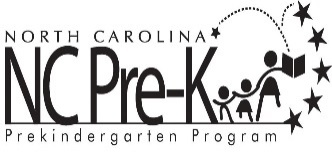 NORTH CAROLINA
NC Pre-K
Prekindergarten Program